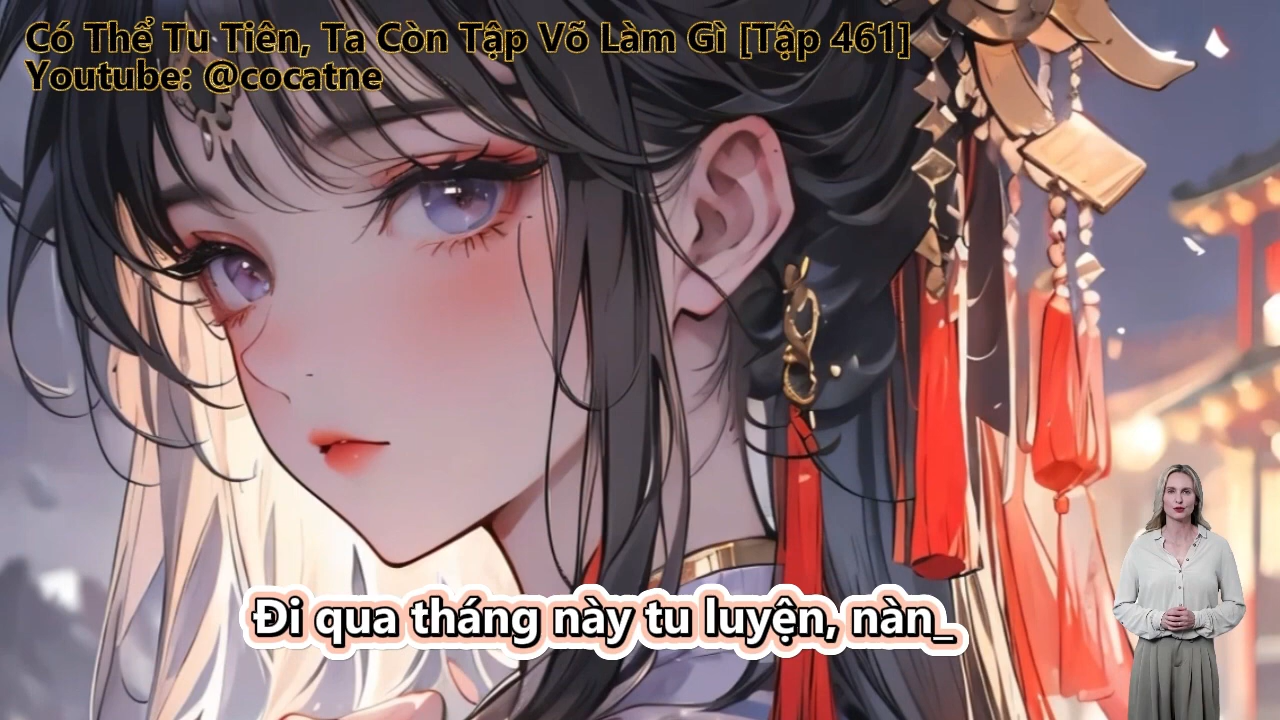 Có Thể Tu Tiên, Ta Còn Tập Võ Làm Gì [Tập 461]
Youtube: @cocatne
Đi qua tháng này tu luyện, nàn_